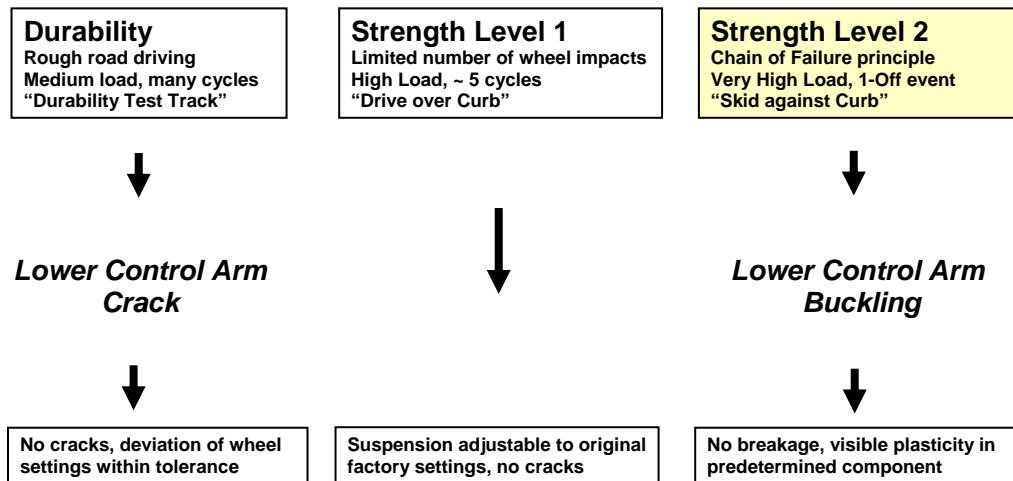 Durability
Rough road driving
Medium load, many cycles
“Durability Test Track”
Strength Level 1
Limited number of wheel impacts
High Load, ~ 5 cycles
“Drive over Curb”
Strength Level 2
Chain of Failure principle
Very High Load, 1-Off event
“Skid against Curb”
Lower Control Arm
Crack
Lower Control Arm
Buckling
No cracks, deviation of wheel
settings within tolerance
Suspension adjustable to original
factory settings, no cracks
No breakage, visible plasticity in
predetermined component